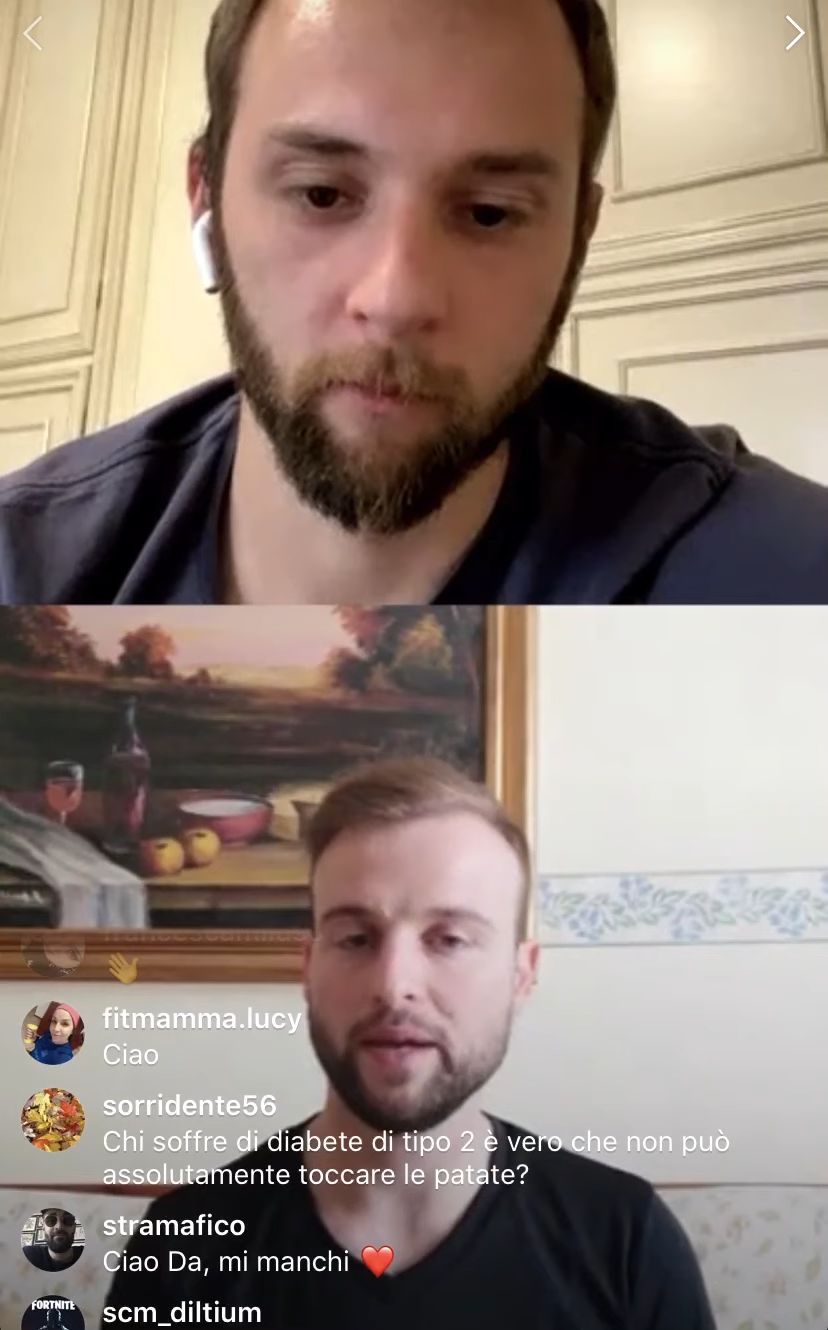 fitmamma.lucy
Ciao
sorridente56
Chi soffre di diabete di tipo 2 è vero che non può
assolutamente toccare le patate?
stramafico
Ciao Da, mi manchi ❤️
FORTNITE
scm_diltium